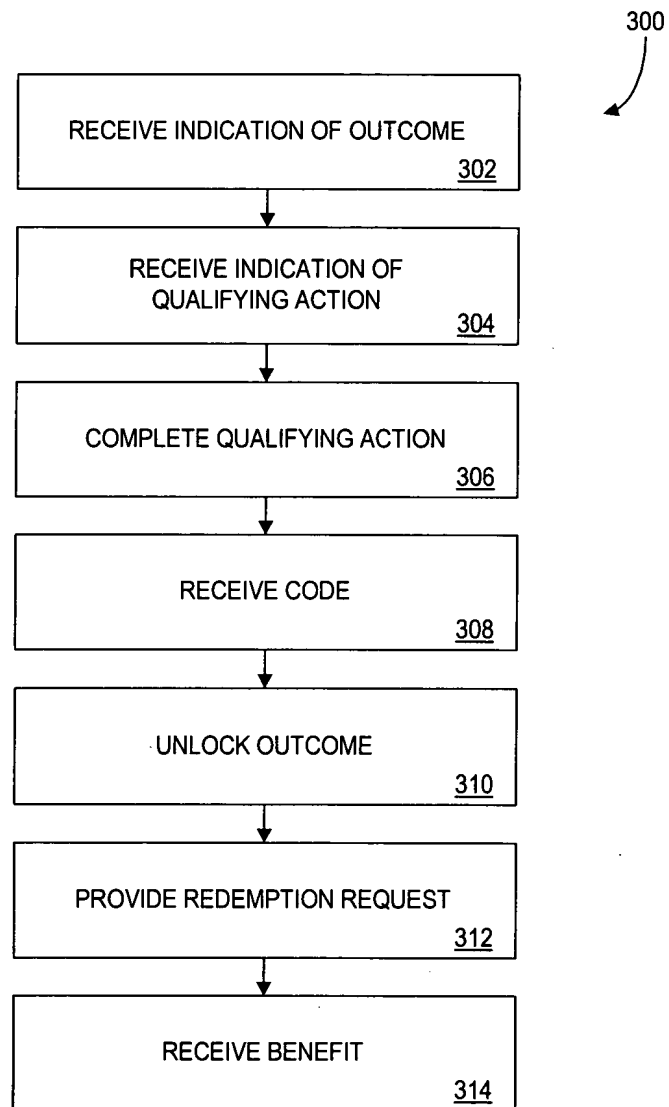 300
RECEIVE INDICATION OF OUTCOME
302
RECEIVE INDICATION OF
QUALIFYING ACTION
304
COMPLETE QUALIFYING ACTION
306
RECEIVE CODE
308
UNLOCK OUTCOME
310
PROVIDE REDEMPTION REQUEST
312
RECEIVE BENEFIT
314